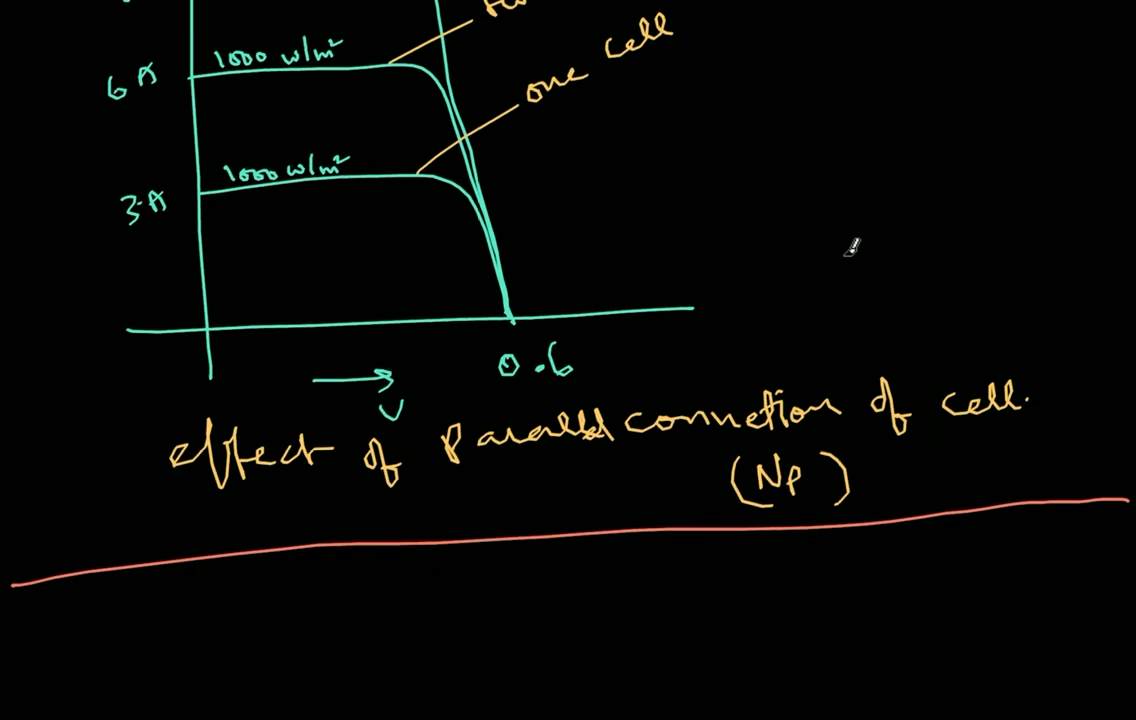 cell
one
1000 w/m²
6 A
1000 w/m²
3 A
0.6
V
effect of Parallel connection of cell.
(Np)